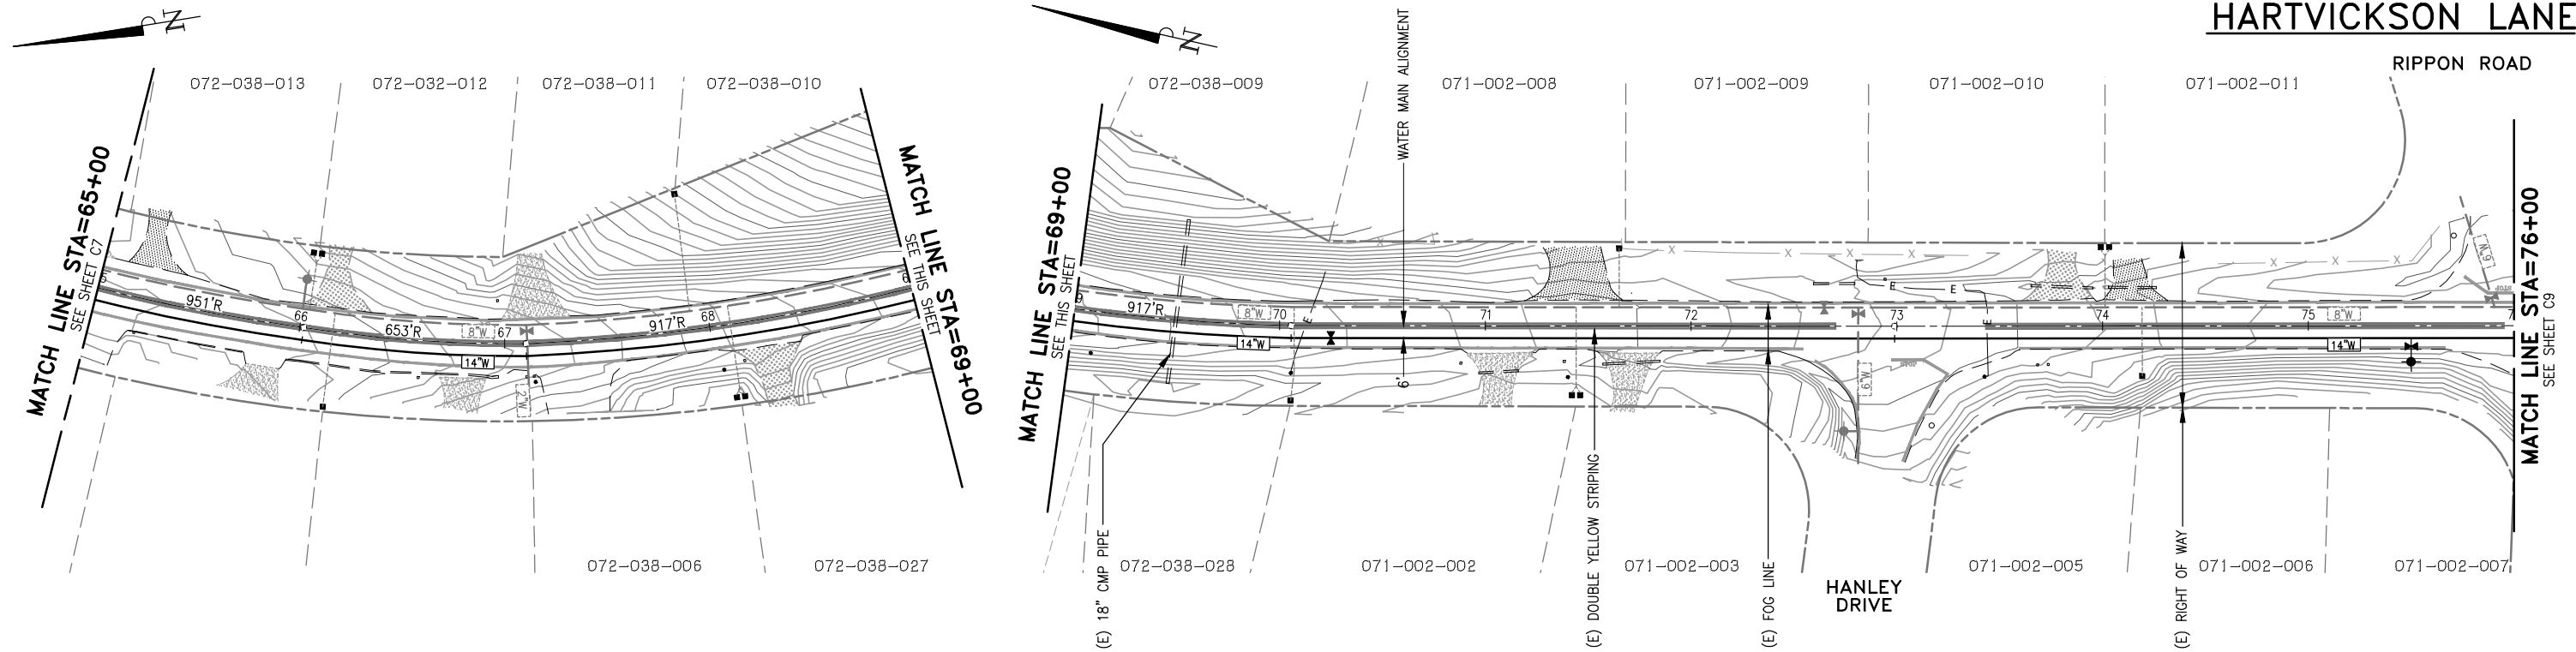 HARTVICKSON LANE
RIPPON ROAD
N
N
072-038-013
072-032-012
072-038-011
072-038-010
072-038-009
071-002-008
071-002-009
071-002-010
071-002-011
MATCH LINE STA=65+00
SEE SHEET C7
951'R
66
653'R
8"W
67
14"W
2"W
917'R
68
MATCH LINE STA=69+00
SEE THIS SHEET
072-038-006
072-038-027
MATCH LINE STA=69+00
SEE THIS SHEET
917'R
8"W
70
14"W
E
WATER MAIN ALIGNMENT
6'
71
72
73
74
75
X
X
X
X
X
X
X
E
E
E
6"W
STOP
6"W
STOP
8"W
14"W
MATCH LINE STA=76+00
SEE SHEET C9
(E) 18" CMP PIPE
(E) DOUBLE YELLOW STRIPING
(E) FOG LINE
(E) RIGHT OF WAY
072-038-028
071-002-002
071-002-003
HANLEY
DRIVE
071-002-005
071-002-006
071-002-007